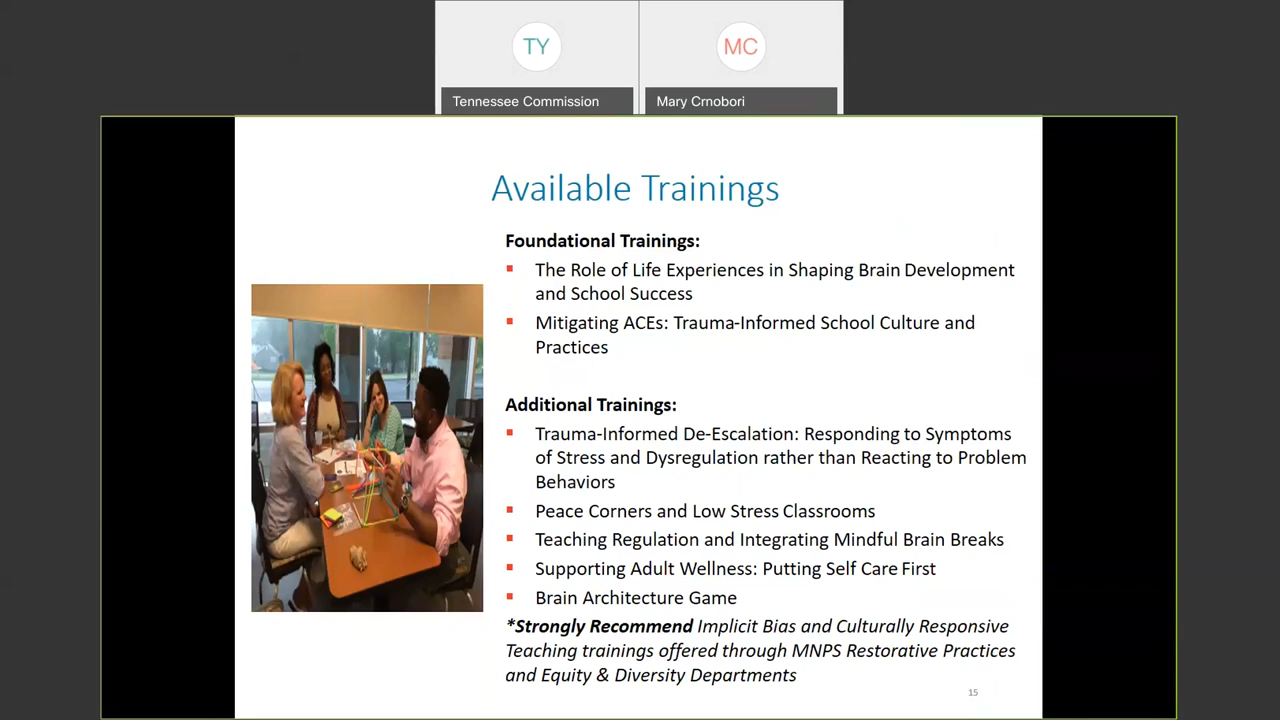 TY
MC
Tennessee Commission
Mary Crnobori
Available Trainings
Foundational Trainings:
The Role of Life Experiences in Shaping Brain Development
and School Success
Mitigating ACEs: Trauma-Informed School Culture and
Practices
Additional Trainings:
Trauma-Informed De-Escalation: Responding to Symptoms
of Stress and Dysregulation rather than Reacting to Problem
Behaviors
Peace Corners and Low Stress Classrooms
Teaching Regulation and Integrating Mindful Brain Breaks
Supporting Adult Wellness: Putting Self Care First
Brain Architecture Game
*Strongly Recommend Implicit Bias and Culturally Responsive
Teaching trainings offered through MNPS Restorative Practices
and Equity & Diversity Departments
15